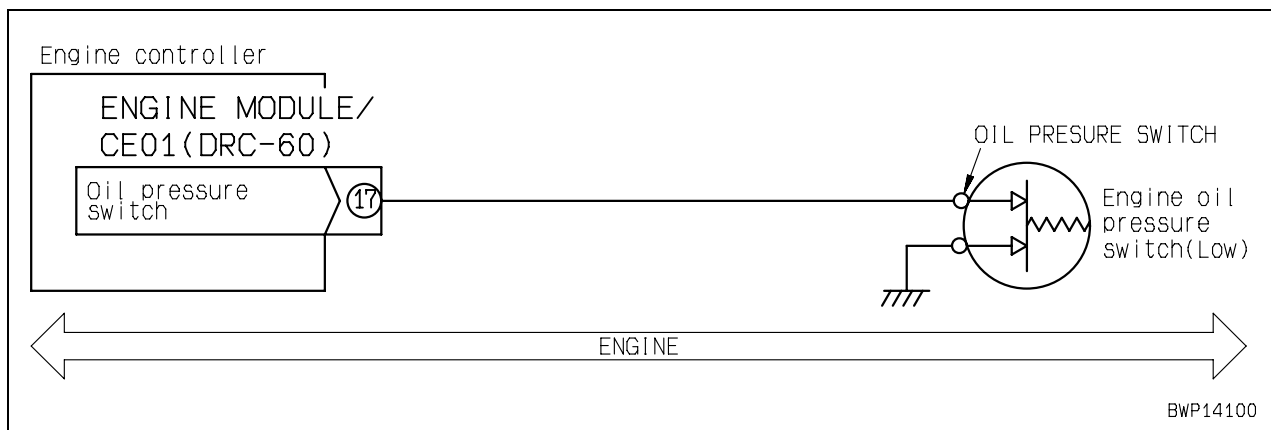 Engine controller
ENGINE MODULE/
CE01(DRC-60)
Oil pressure
switch
17
OIL PRESURE SWITCH
Engine oil
pressure
switch(Low)
ENGINE
BWP14100